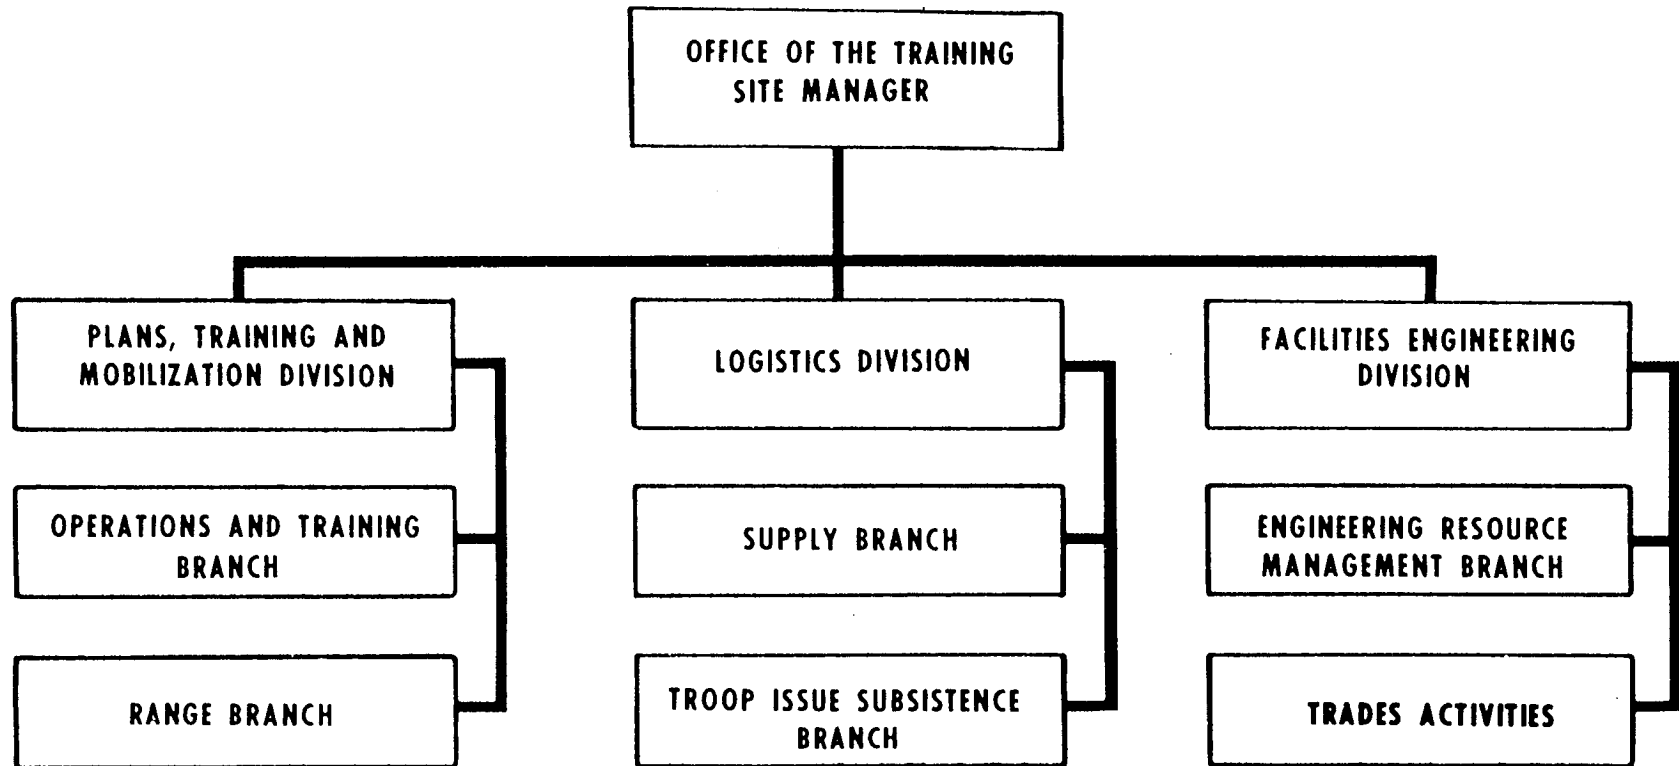 OFFICE OF THE TRAINING
SITE MANAGER
PLANS, TRAINING AND
MOBILIZATION DIVISION
LOGISTICS DIVISION
FACILITIES ENGINEERING
DIVISION
OPERATIONS AND TRAINING
BRANCH
SUPPLY BRANCH
ENGINEERING RESOURCE
MANAGEMENT BRANCH
RANGE BRANCH
TROOP ISSUE SUBSISTENCE
BRANCH
TRADES ACTIVITIES